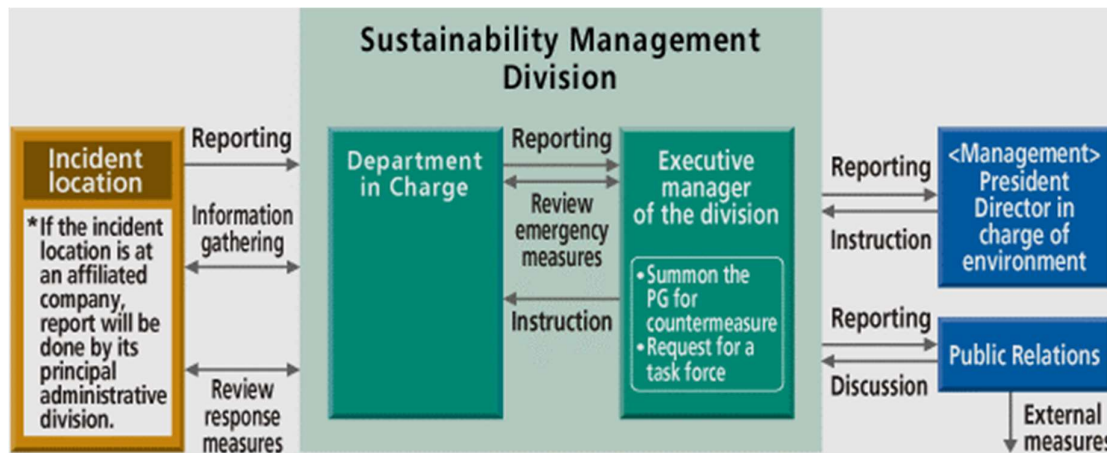 Sustainability Management
Division
Incident
location
*If the incident
location is at
an affiliated
company,
report will be
done by its
principal
administrative
division.
Reporting
Information
gathering
Review
response
measures
Department
in Charge
Reporting
Review
emergency
measures
Instruction
Executive
manager
of the division
•Summon the
PG for
countermeasure
•Request for a
task force
Reporting
Instruction
<Management>
President
Director in
charge of
environment
Reporting
Discussion
Public Relations
External
measures